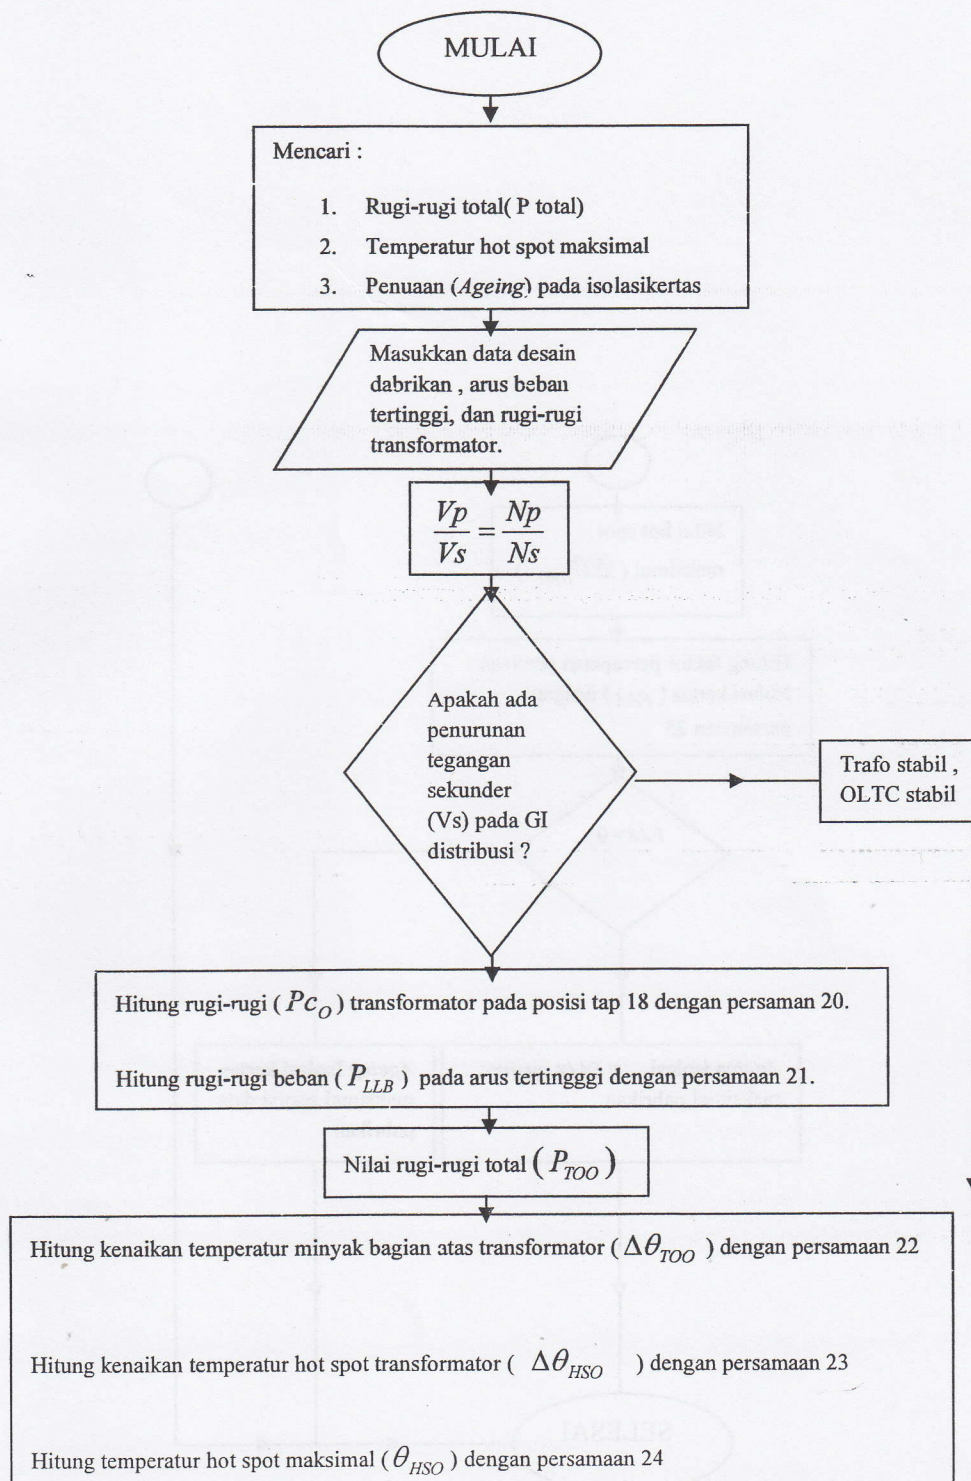 MULAI
Mencari :
1. Rugi-rugi total( P total)
2. Temperatur hot spot maksimal
3. Penuaan (Ageing) pada isolasikertas
Masukkan data desain
dabrikan , arus beban
tertinggi, dan rugi-rugi
transformator.
Vp/Vs = Np/Ns
Apakah ada
penurunan
tegangan
sekunder
(Vs) pada GI
distribusi ?
Trafo stabil ,
OLTC stabil
Hitung rugi-rugi ( Pc_O ) transformator pada posisi tap 18 dengan persaman 20.
Hitung rugi-rugi beban ( P_LLB ) pada arus tertingggi dengan persamaan 21.
Nilai rugi-rugi total ( P_TOO )
Hitung kenaikan temperatur minyak bagian atas transformator ( Δθ_TOO ) dengan persamaan 22
Hitung kenaikan temperatur hot spot transformator ( Δθ_HSO ) dengan persamaan 23
Hitung temperatur hot spot maksimal ( θ_HSO ) dengan persamaan 24